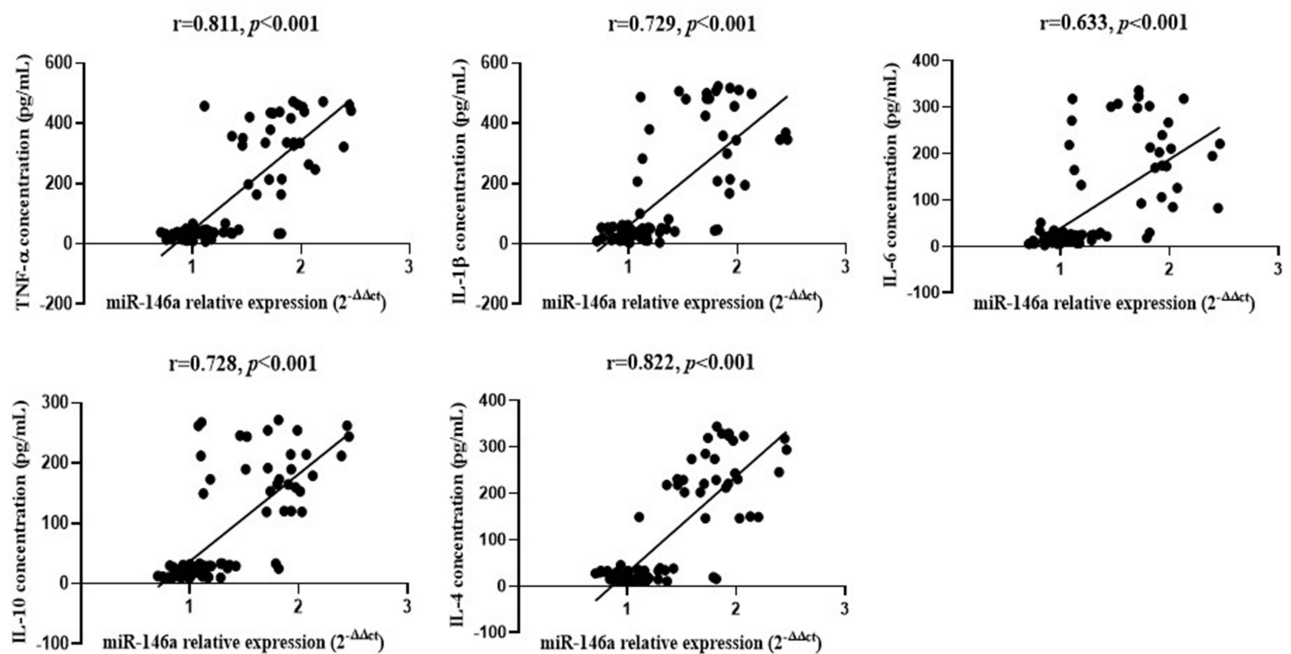 r=0.811, p<0.001
TNF-α concentration (pg/mL)
600
400
200
0
-200
1
2
3
miR-146a relative expression (2^-ΔΔct)
r=0.729, p<0.001
IL-1β concentration (pg/mL)
600
400
200
0
-200
1
2
3
miR-146a relative expression (2^-ΔΔct)
r=0.633, p<0.001
IL-6 concentration (pg/mL)
400
300
200
100
0
-100
1
2
3
miR-146a relative expression (2^-ΔΔct)
r=0.728, p<0.001
IL-10 concentration (pg/mL)
300
200
100
0
-100
1
2
3
miR-146a relative expression (2^-ΔΔct)
r=0.822, p<0.001
IL-4 concentration (pg/mL)
400
300
200
100
0
-100
1
2
3
miR-146a relative expression (2^-ΔΔct)